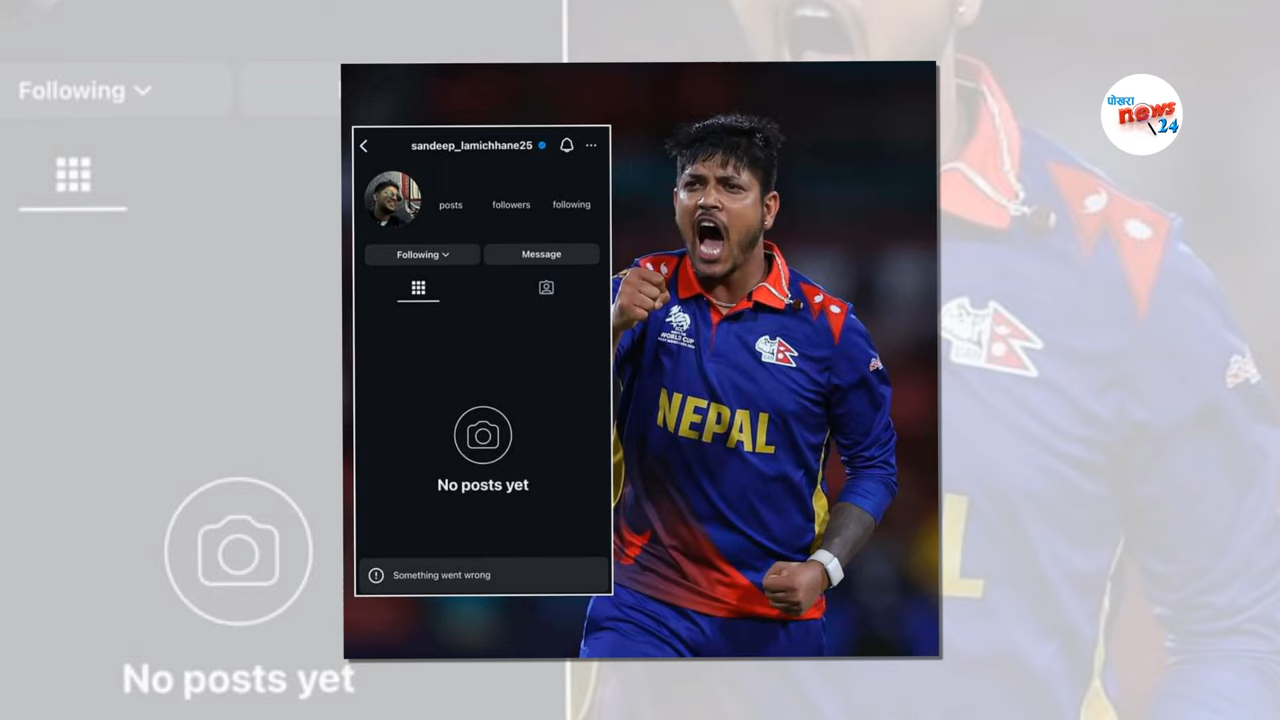 Following
पोखरा
news
24
sandeep_lamichhane25
posts followers following
Following Message
WORLD CUP
NEPAL
No posts yet
Something went wrong
No posts yet
L